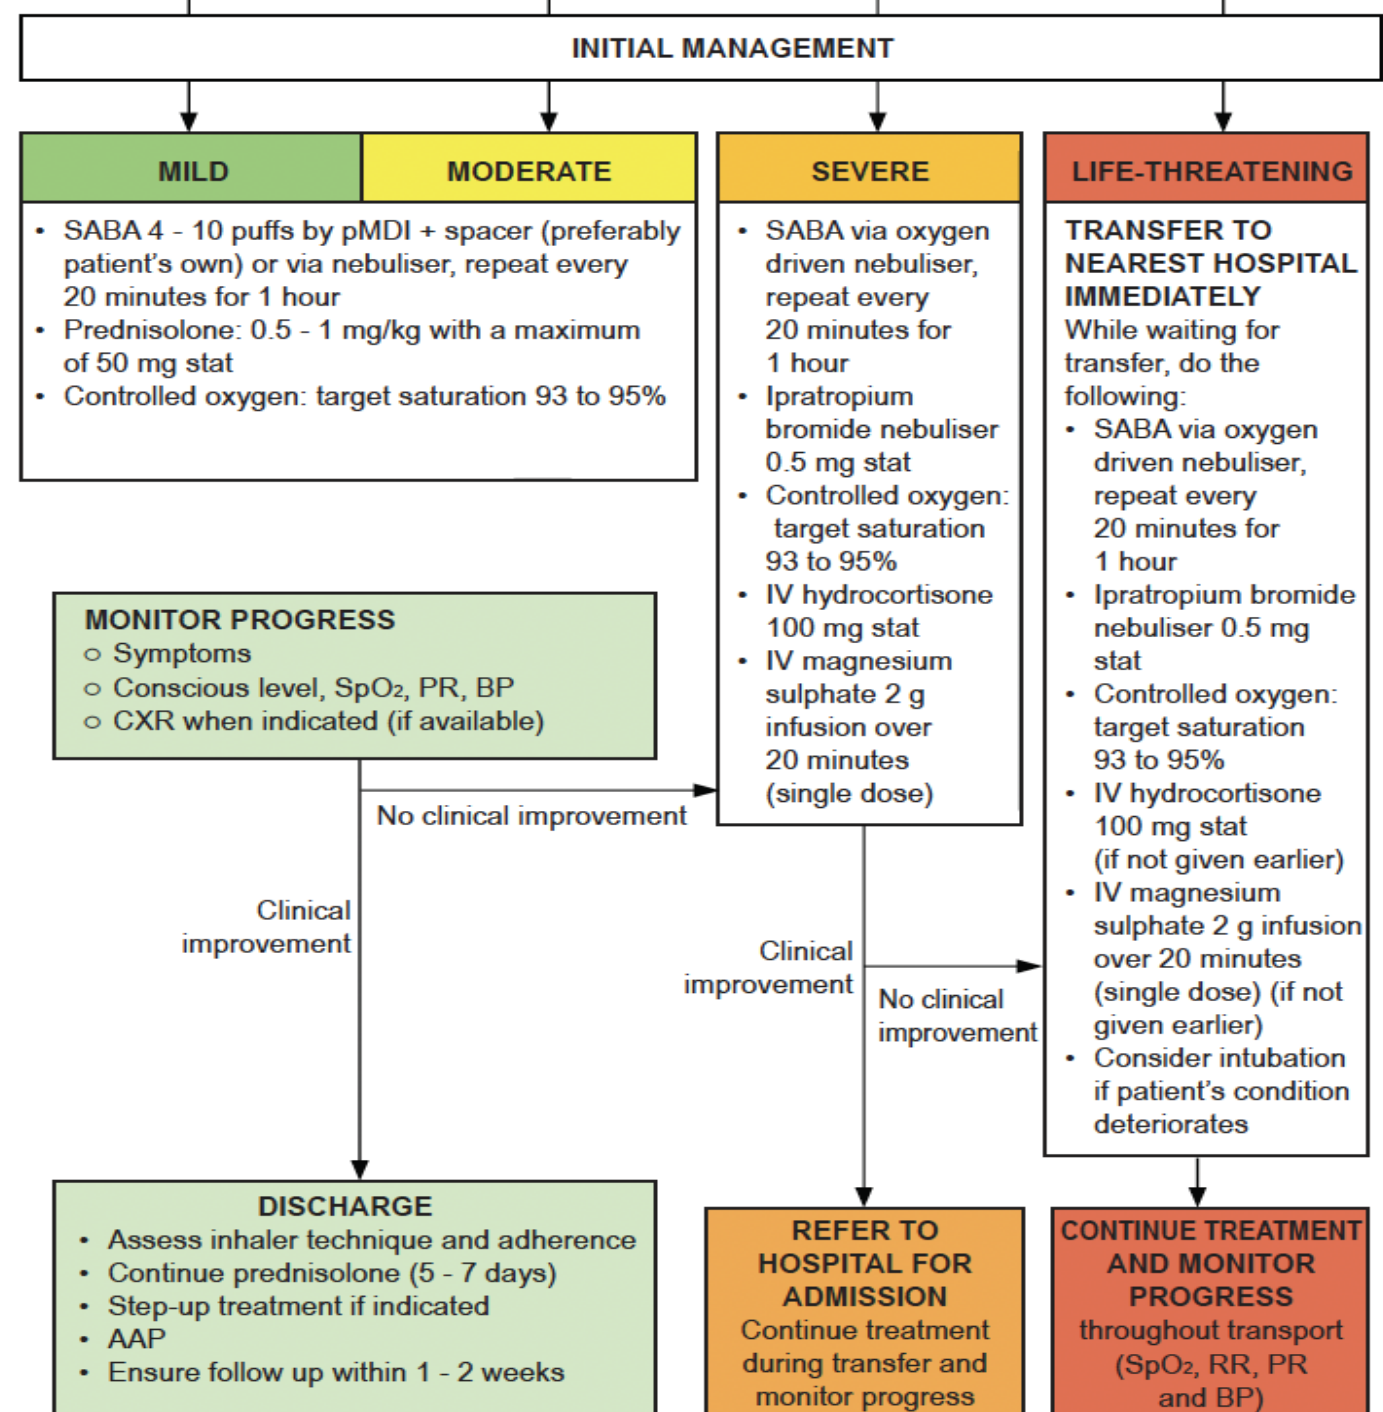 INITIAL MANAGEMENT
MILD
MODERATE
• SABA 4 - 10 puffs by pMDI + spacer (preferably
patient's own) or via nebuliser, repeat every
20 minutes for 1 hour
• Prednisolone: 0.5 - 1 mg/kg with a maximum
of 50 mg stat
• Controlled oxygen: target saturation 93 to 95%
SEVERE
• SABA via oxygen
driven nebuliser,
repeat every
20 minutes for
1 hour
• Ipratropium
bromide nebuliser
0.5 mg stat
• Controlled oxygen:
target saturation
93 to 95%
• IV hydrocortisone
100 mg stat
• IV magnesium
sulphate 2 g
infusion over
20 minutes
(single dose)
LIFE-THREATENING
TRANSFER TO
NEAREST HOSPITAL
IMMEDIATELY
While waiting for
transfer, do the
following:
• SABA via oxygen
driven nebuliser,
repeat every
20 minutes for
1 hour
• Ipratropium bromide
nebuliser 0.5 mg
stat
• Controlled oxygen:
target saturation
93 to 95%
• IV hydrocortisone
100 mg stat
(if not given earlier)
• IV magnesium
sulphate 2 g infusion
over 20 minutes
(single dose) (if not
given earlier)
• Consider intubation
if patient's condition
deteriorates
MONITOR PROGRESS
○ Symptoms
○ Conscious level, SpO₂, PR, BP
○ CXR when indicated (if available)
No clinical improvement
Clinical
improvement
Clinical
improvement
No clinical
improvement
DISCHARGE
• Assess inhaler technique and adherence
• Continue prednisolone (5 - 7 days)
• Step-up treatment if indicated
• AAP
• Ensure follow up within 1 - 2 weeks
REFER TO
HOSPITAL FOR
ADMISSION
Continue treatment
during transfer and
monitor progress
CONTINUE TREATMENT
AND MONITOR
PROGRESS
throughout transport
(SpO₂, RR, PR
and BP)